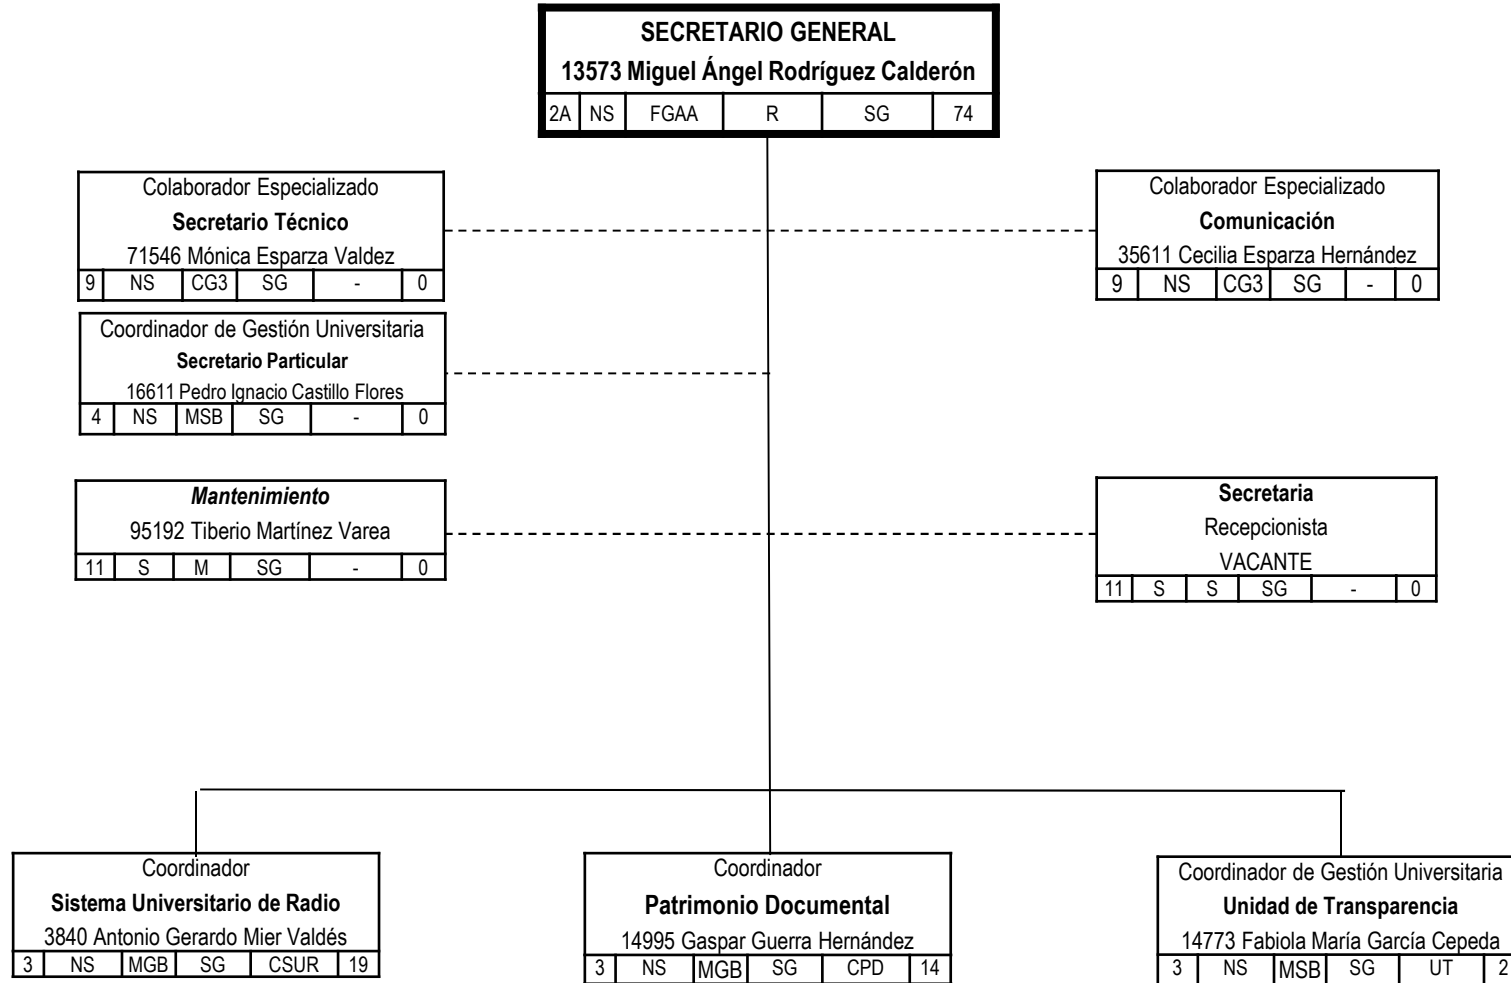 SECRETARIO GENERAL
13573 Miguel Ángel Rodríguez Calderón
2A NS FGAA R SG 74
Colaborador Especializado
Secretario Técnico
71546 Mónica Esparza Valdez
9 NS CG3 SG - 0
Colaborador Especializado
Comunicación
35611 Cecilia Esparza Hernández
9 NS CG3 SG - 0
Coordinador de Gestión Universitaria
Secretario Particular
16611 Pedro Ignacio Castillo Flores
4 NS MSB SG - 0
Mantenimiento
95192 Tiberio Martínez Varea
11 S M SG - 0
Secretaria
Recepcionista
VACANTE
11 S S SG - 0
Coordinador
Sistema Universitario de Radio
3840 Antonio Gerardo Mier Valdés
3 NS MGB SG CSUR 19
Coordinador
Patrimonio Documental
14995 Gaspar Guerra Hernández
3 NS MGB SG CPD 14
Coordinador de Gestión Universitaria
Unidad de Transparencia
14773 Fabiola María García Cepeda
3 NS MSB SG UT 2